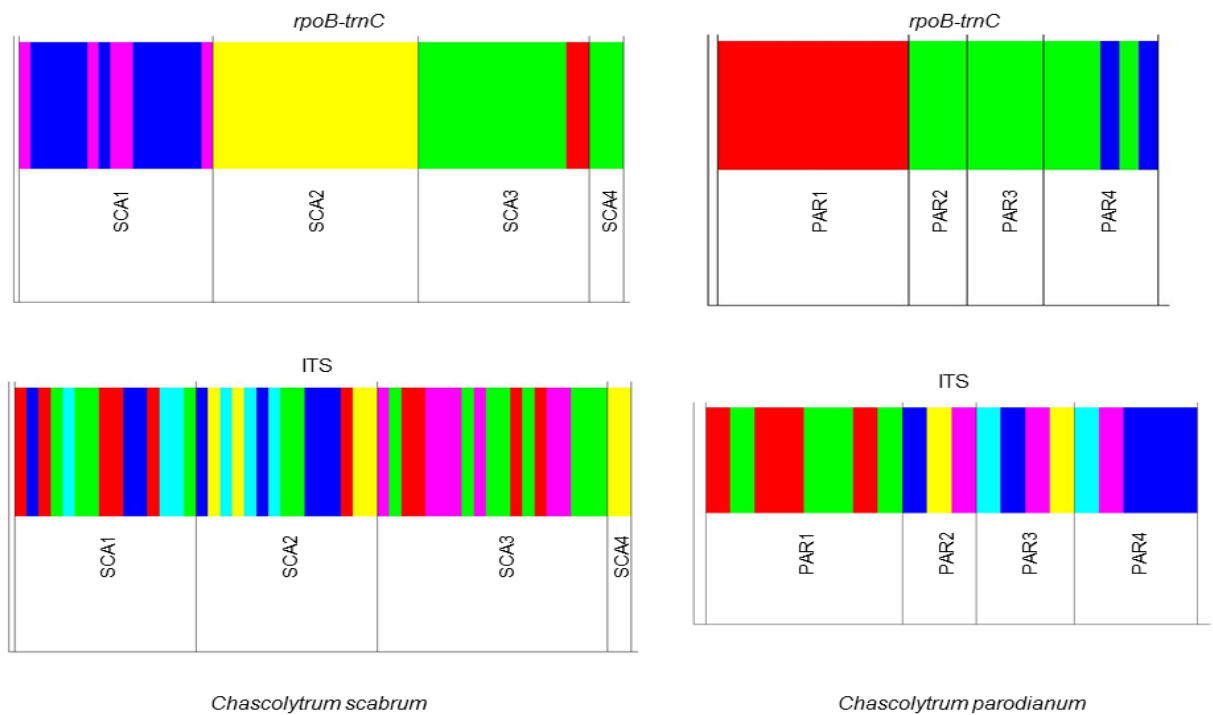 rpoB-trnC
rpoB-trnC
SCA1
SCA2
SCA3
SCA4
PAR1
PAR2
PAR3
PAR4
ITS
ITS
SCA1
SCA2
SCA3
SCA4
PAR1
PAR2
PAR3
PAR4
Chascolytrum scabrum
Chascolytrum parodianum